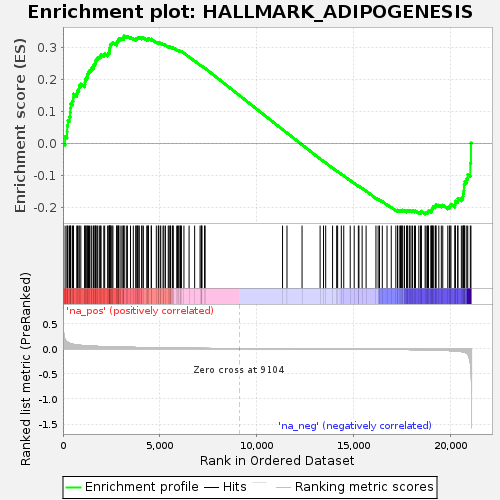 Enrichment plot: HALLMARK_ADIPOGENESIS
Enrichment score (ES)
0.3
0.2
0.1
0.0
-0.1
-0.2
'na_pos' (positively correlated)
Ranked list metric (PreRanked)
0.5
0.0
-0.5
-1.0
-1.5
Zero cross at 9104
'na_neg' (negatively correlated)
0
5,000
10,000
15,000
20,000
Rank in Ordered Dataset
Enrichment profile
Hits
Ranking metric scores